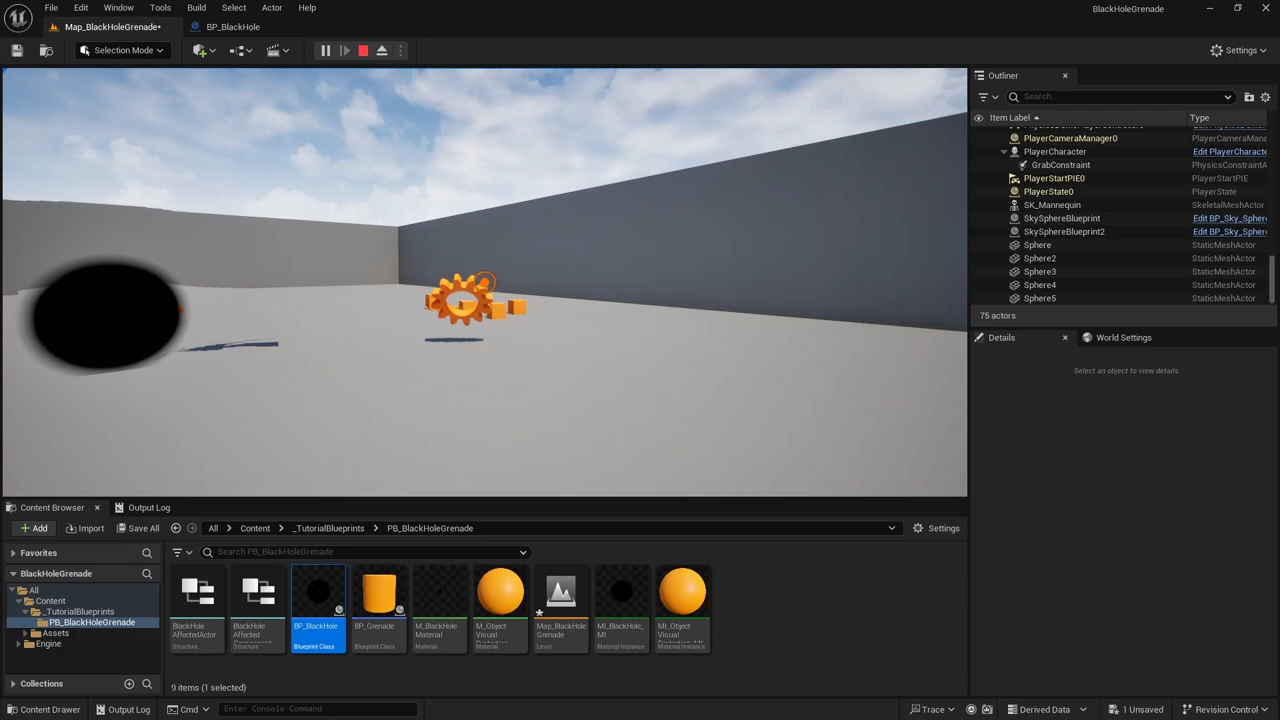 File Edit Window Tools Build Select Actor Help
BlackHoleGrenade
Map_BlackHoleGrenade*
BP_BlackHole
Selection Mode
Settings
Outliner
Search...
Item Label
Type
PlayerCameraManager0
PlayerCameraMana
PlayerCharacter
Edit PlayerCharacte
GrabConstraint
PhysicsConstraintA
PlayerStartPIE0
PlayerStartPIE
PlayerState0
PlayerState
SK_Mannequin
SkeletalMeshActor
SkySphereBlueprint
Edit BP_Sky_Sphere
SkySphereBlueprint2
Edit BP_Sky_Sphere
Sphere
StaticMeshActor
Sphere2
StaticMeshActor
Sphere3
StaticMeshActor
Sphere4
StaticMeshActor
Sphere5
StaticMeshActor
75 actors
Details
World Settings
Select an object to view details.
Content Browser
Output Log
Add
Import
Save All
All
Content
_TutorialBlueprints
PB_BlackHoleGrenade
Settings
Favorites
Search PB_BlackHoleGrenade
BlackHoleGrenade
All
Content
_TutorialBlueprints
PB_BlackHoleGrenade
Assets
Engine
Collections
BlackHole
AffectedActor
Structure
BlackHole
Affected
Structure
BP_BlackHole
Blueprint Class
BP_Grenade
Blueprint Class
M_BlackHole
Material
Material
M_Object
Visual
Material
Map_BlackHole
Grenade
Level
MI_BlackHole_
MI
Material Instance
MI_Object
Visual
Material Instance
9 items (1 selected)
Content Drawer
Output Log
Cmd
Enter Console Command
Trace
Derived Data
1 Unsaved
Revision Control